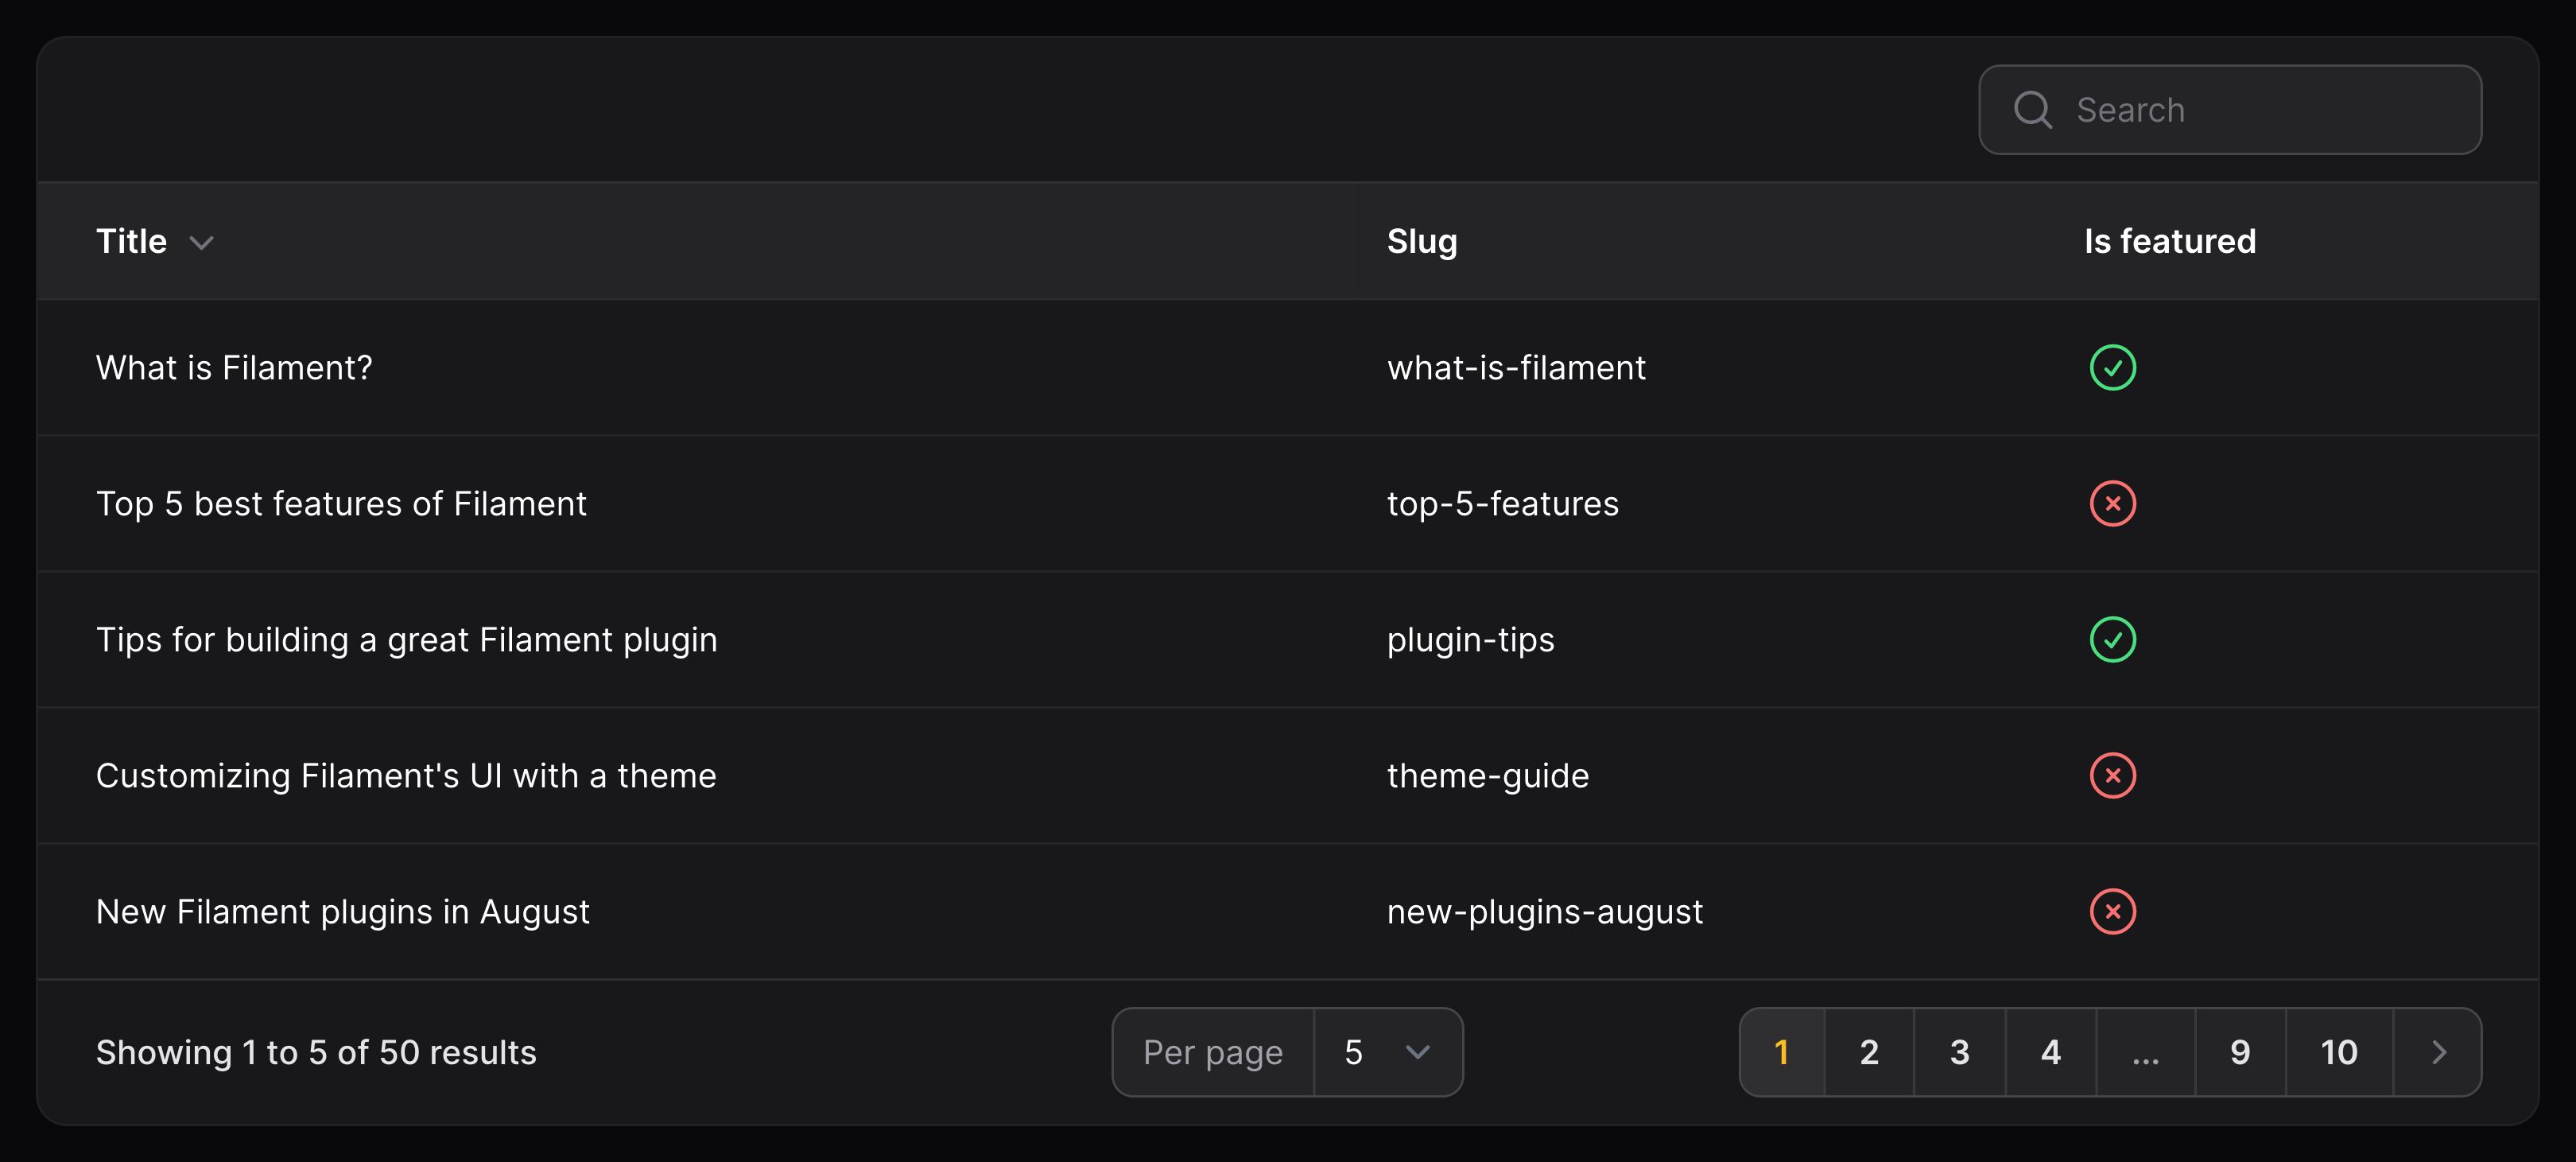 Search
Title Slug Is featured
What is Filament? what-is-filament
Top 5 best features of Filament top-5-features
Tips for building a great Filament plugin plugin-tips
Customizing Filament's UI with a theme theme-guide
New Filament plugins in August new-plugins-august
Showing 1 to 5 of 50 results Per page 5 1 2 3 4 ... 9 10